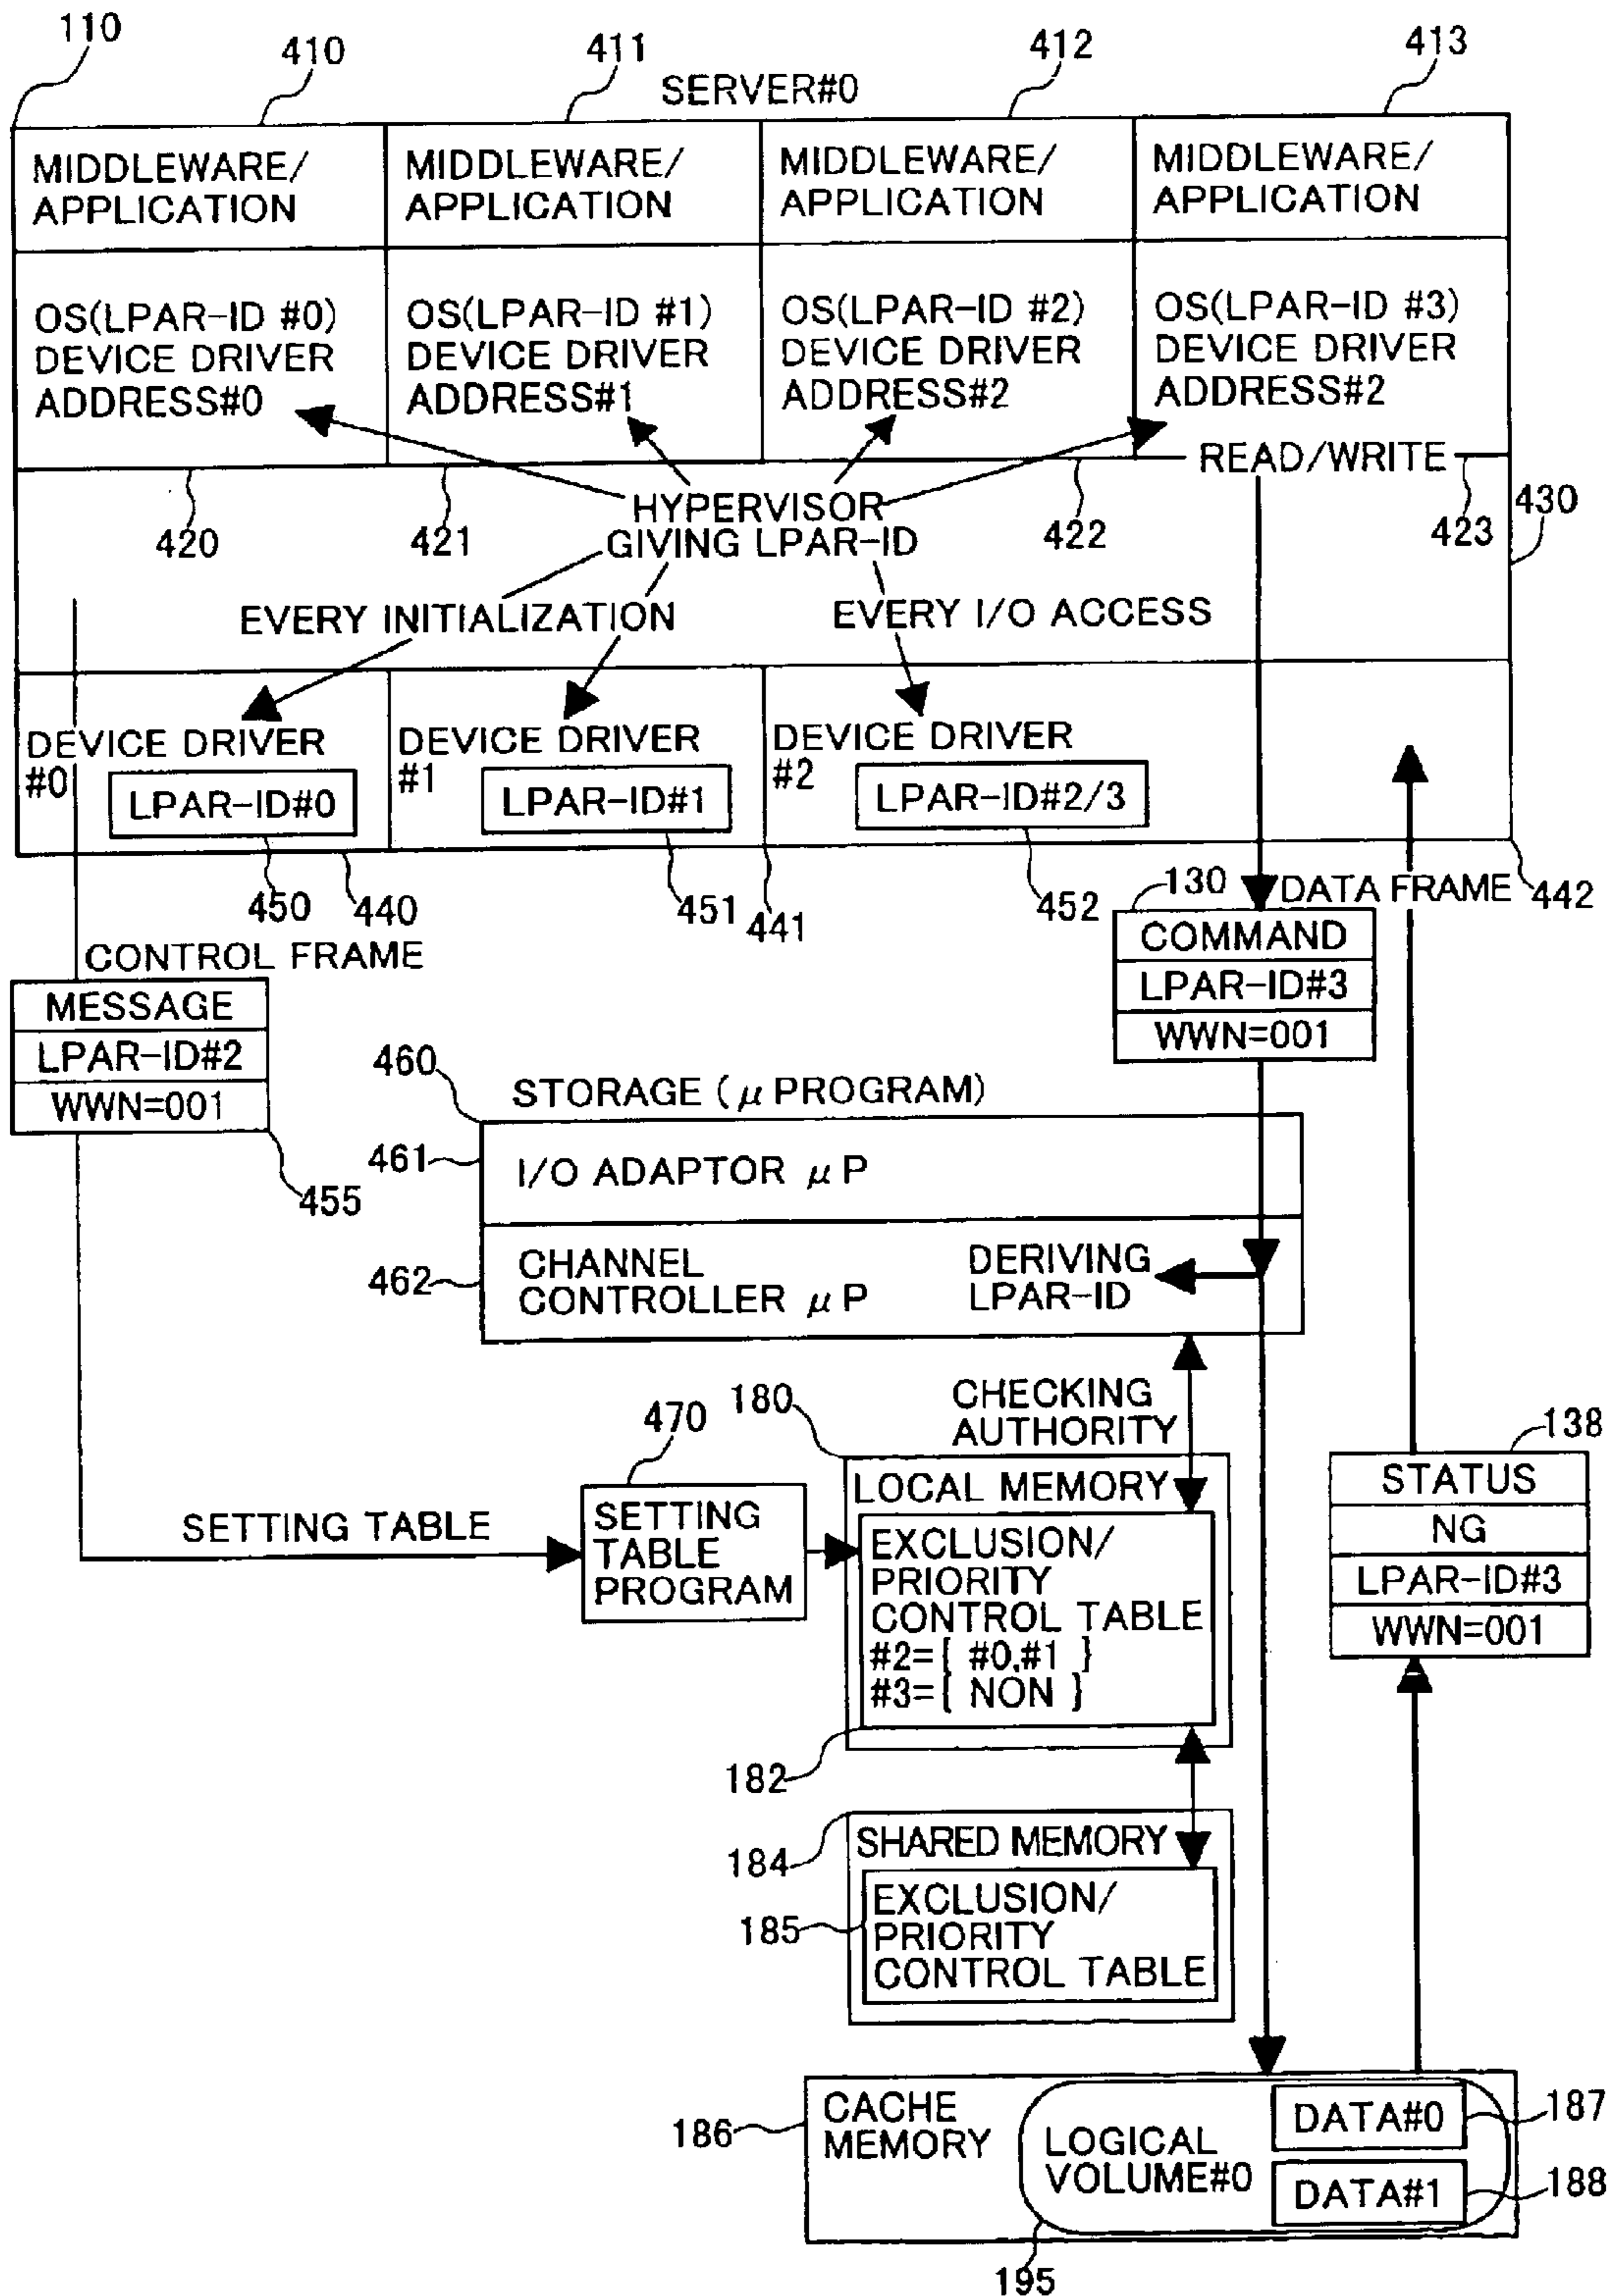 110
410
411
412
413
SERVER#0
MIDDLEWARE/
APPLICATION
MIDDLEWARE/
APPLICATION
MIDDLEWARE/
APPLICATION
MIDDLEWARE/
APPLICATION
OS(LPAR-ID #0)
DEVICE DRIVER
ADDRESS#0
OS(LPAR-ID #1)
DEVICE DRIVER
ADDRESS#1
OS(LPAR-ID #2)
DEVICE DRIVER
ADDRESS#2
OS(LPAR-ID #3)
DEVICE DRIVER
ADDRESS#2
READ/WRITE
HYPERVISOR
GIVING LPAR-ID
420
421
422
423
430
EVERY INITIALIZATION
EVERY I/O ACCESS
DEVICE DRIVER
#0
LPAR-ID#0
DEVICE DRIVER
#1
LPAR-ID#1
DEVICE DRIVER
#2
LPAR-ID#2/3
450
440
451
441
452
130
DATA FRAME
442
CONTROL FRAME
MESSAGE
LPAR-ID#2
WWN=001
455
COMMAND
LPAR-ID#3
WWN=001
460
STORAGE (μ PROGRAM)
461
I/O ADAPTOR μP
462
CHANNEL
CONTROLLER μP
DERIVING
LPAR-ID
CHECKING
AUTHORITY
470
180
138
SETTING TABLE
SETTING
TABLE
PROGRAM
LOCAL MEMORY
EXCLUSION/
PRIORITY
CONTROL TABLE
#2={ #0,#1 }
#3={ NON }
182
STATUS
NG
LPAR-ID#3
WWN=001
184
SHARED MEMORY
185
EXCLUSION/
PRIORITY
CONTROL TABLE
186
CACHE
MEMORY
LOGICAL
VOLUME#0
DATA#0
187
DATA#1
188
195